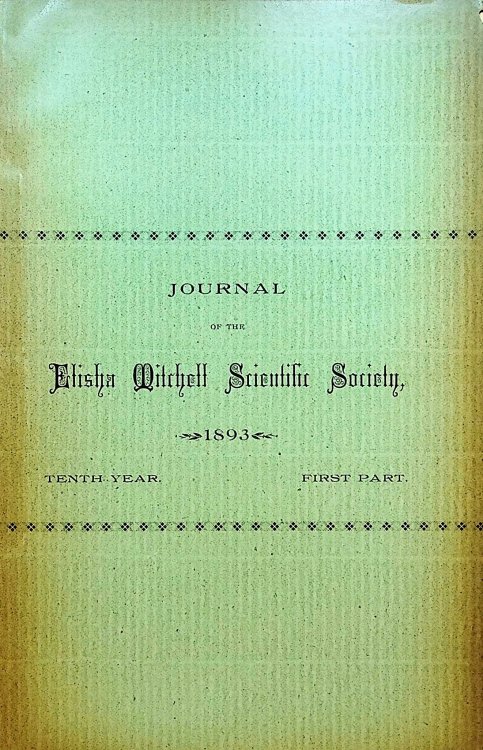 JOURNAL
OF THE
Elisha Mitchell Scientific Society,
1893
TENTH YEAR. FIRST PART.